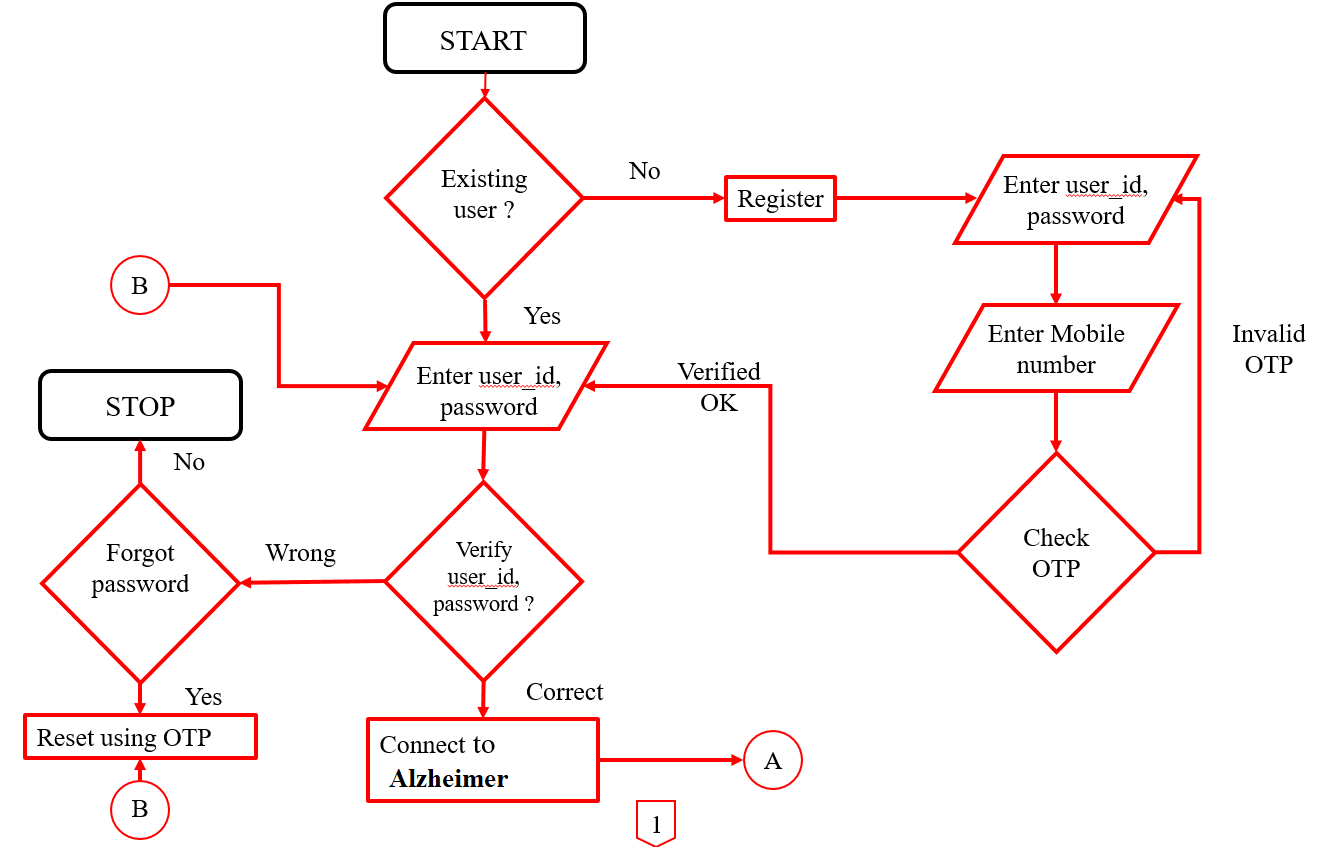 START
Existing
user ?
No
Register
Enter user_id,
password
B
Yes
Enter Mobile
number
Invalid
OTP
Enter user_id,
password
Verified
OK
STOP
No
Check
OTP
Forgot
password
Wrong
Verify
user_id,
password ?
Yes
Correct
Reset using OTP
Connect to
Alzheimer
A
B
1